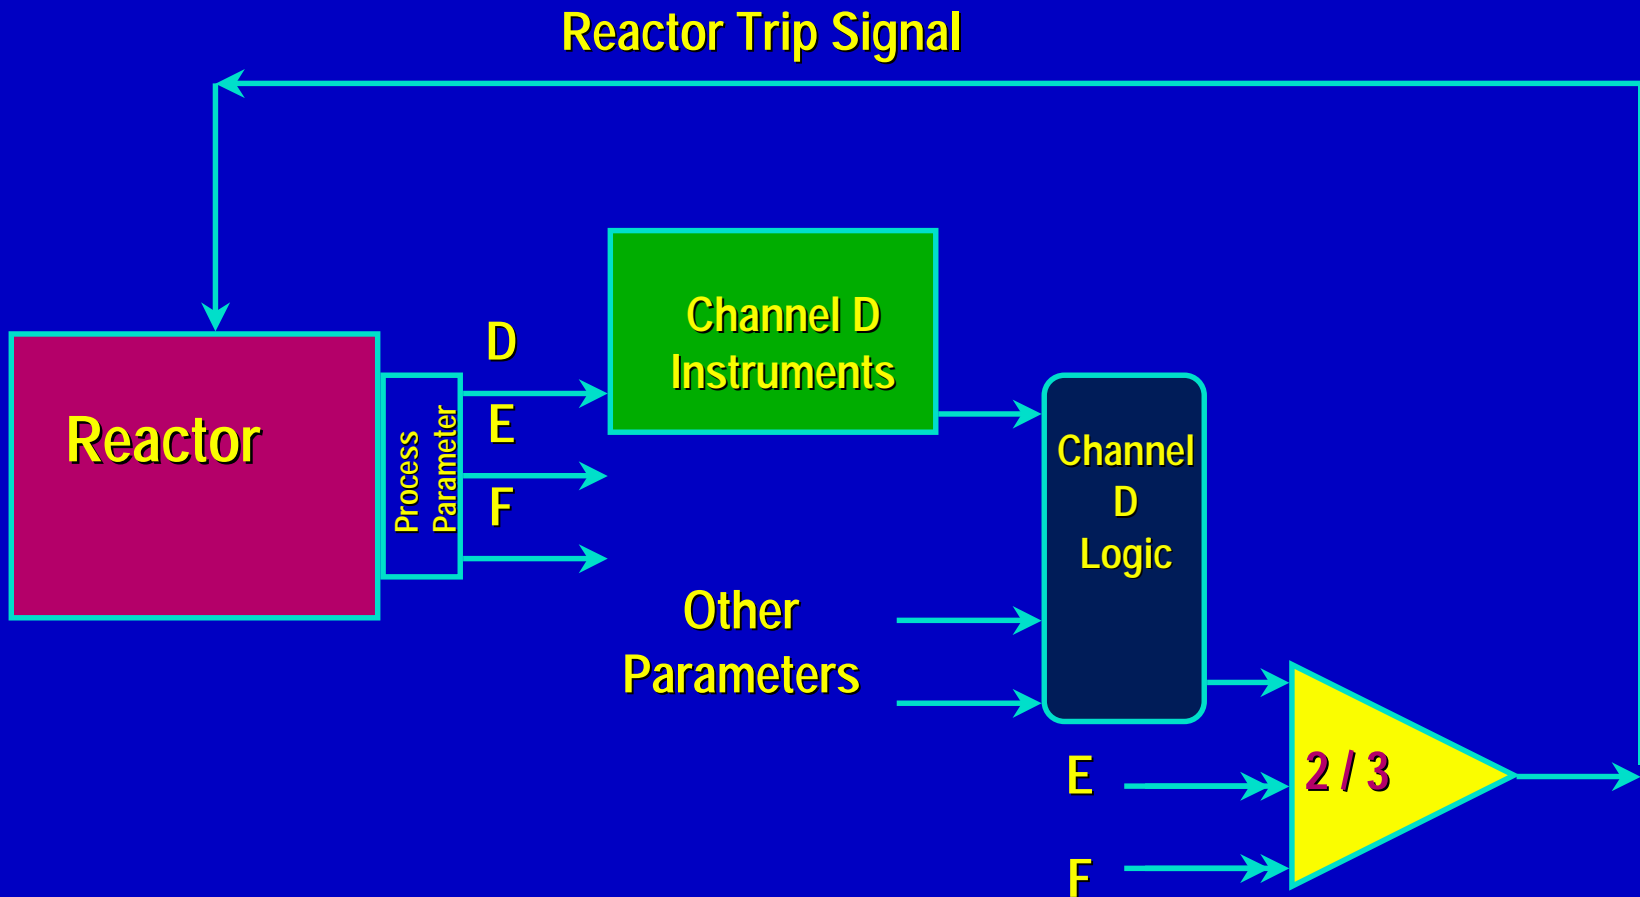 Reactor Trip Signal
Reactor
Process
Parameter
D
E
F
Channel D
Instruments
Channel
D
Logic
Other
Parameters
E
F
2 / 3